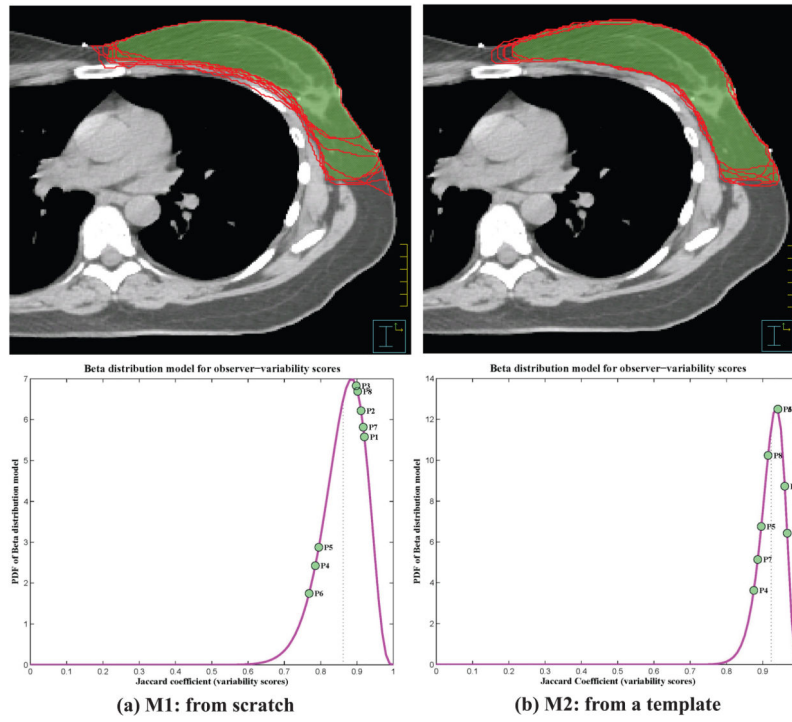 Beta distribution model for observer−variability scores
PDF of Beta distribution model
7
6
5
4
3
2
1
0
P3
P8
P2
P7
P1
P5
P4
P6
0 0.1 0.2 0.3 0.4 0.5 0.6 0.7 0.8 0.9 1
Jaccard coefficient (variability scores)
(a) M1: from scratch
Beta distribution model for observer−variability scores
PDF of Beta distribution model
14
12
10
8
6
4
2
0
P8
P5
P7
P4
0 0.1 0.2 0.3 0.4 0.5 0.6 0.7 0.8 0.9
Jaccard Coefficient (variability scores)
(b) M2: from a template